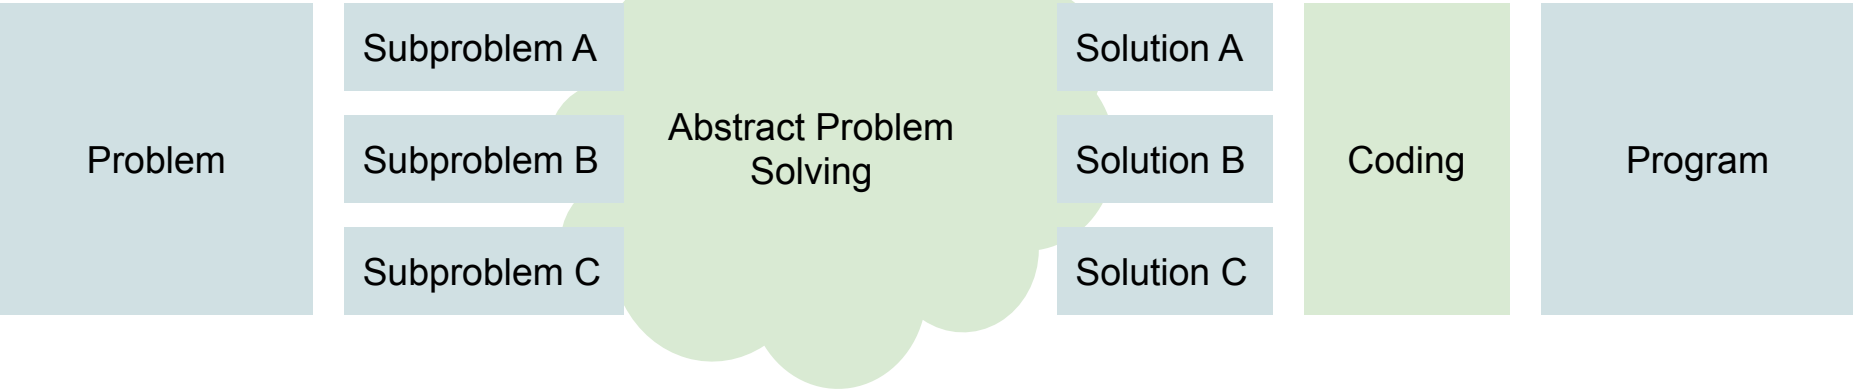 Problem
Subproblem A
Subproblem B
Subproblem C
Abstract Problem
Solving
Solution A
Solution B
Solution C
Coding
Program